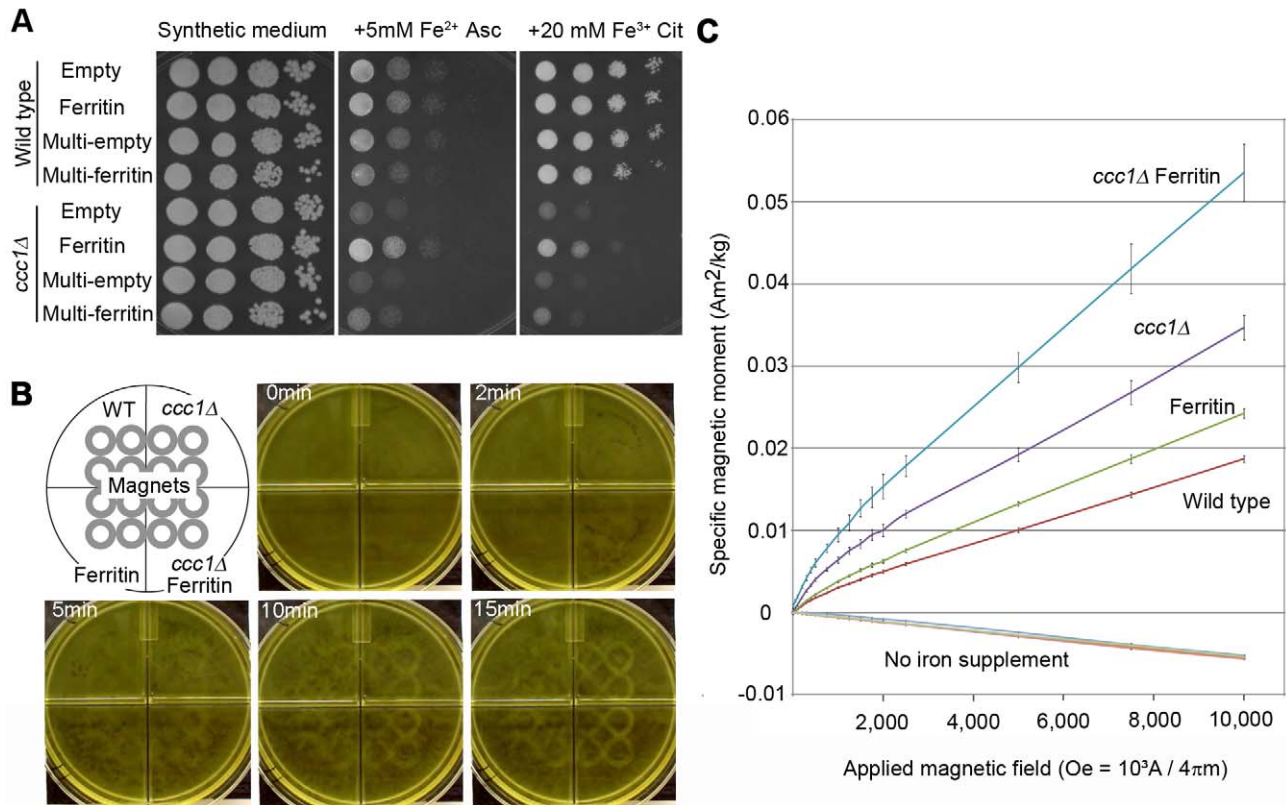 A
Synthetic medium
+5mM Fe²⁺ Asc
+20 mM Fe³⁺ Cit
Wild type
Empty
Ferritin
Multi-empty
Multi-ferritin
ccc1Δ
Empty
Ferritin
Multi-empty
Multi-ferritin
B
WT
ccc1Δ
Magnets
Ferritin
ccc1Δ
Ferritin
0min
2min
5min
10min
15min
C
Specific magnetic moment (Am²/kg)
0.06
0.05
0.04
0.03
0.02
0.01
0
-0.01
ccc1Δ Ferritin
ccc1Δ
Ferritin
Wild type
No iron supplement
2,000
4,000
6,000
8,000
10,000
Applied magnetic field (Oe = 10³A / 4πm)